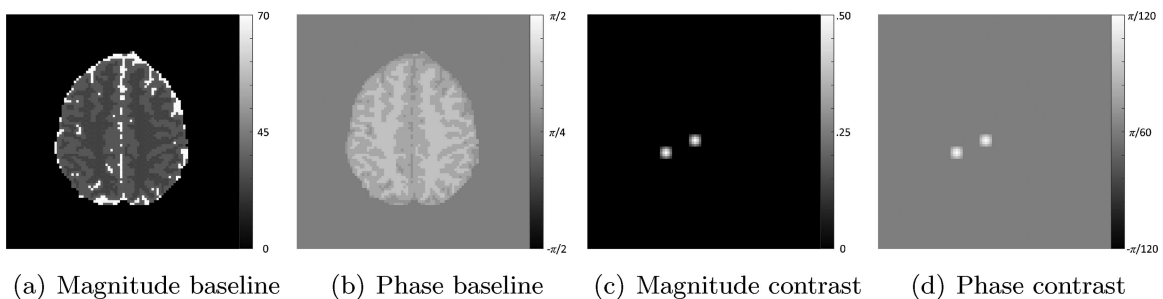 70
45
0
π/2
π/4
-π/2
.50
.25
0
π/120
π/60
-π/120
(a) Magnitude baseline
(b) Phase baseline
(c) Magnitude contrast
(d) Phase contrast